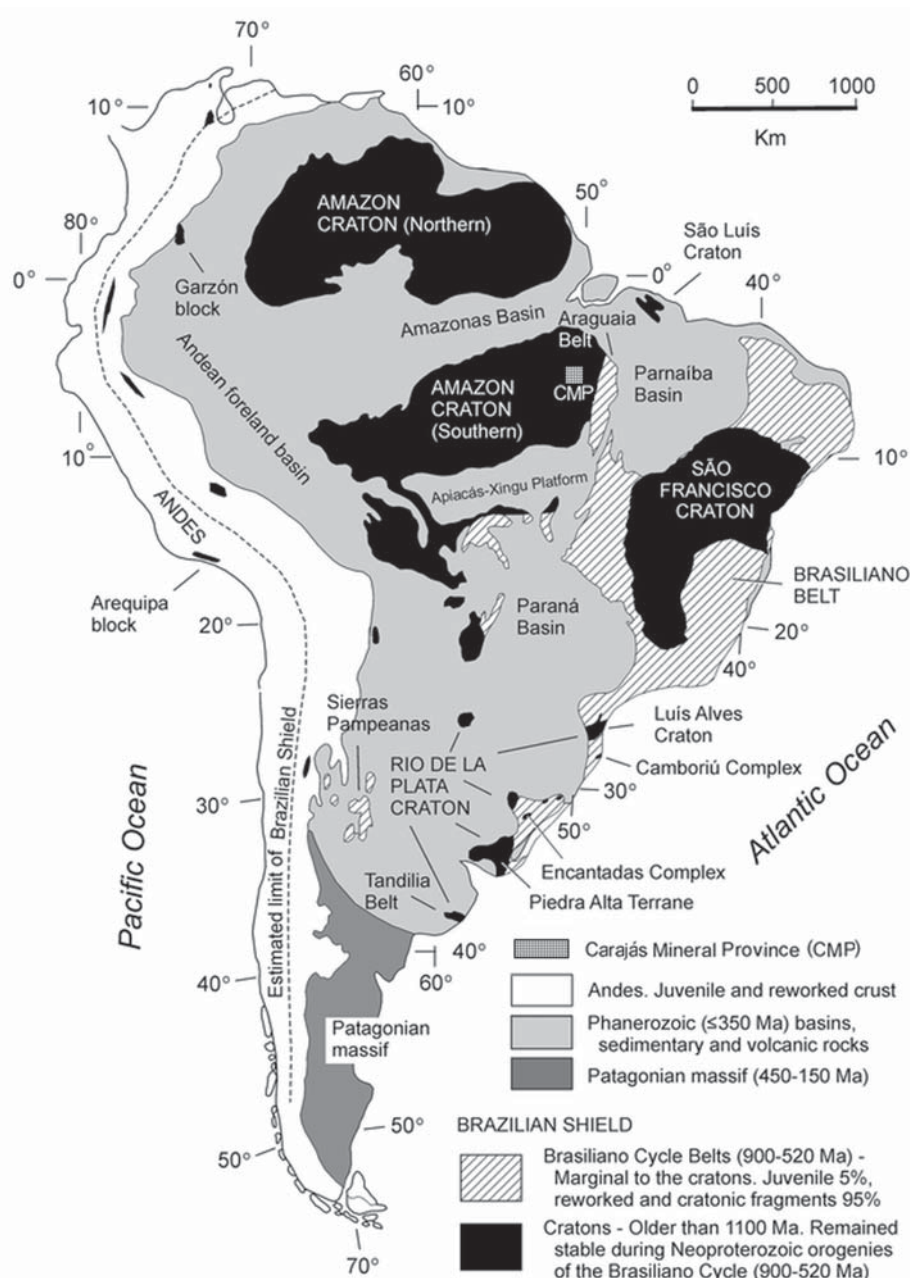 70°
60°
10°
10°
0 500 1000
Km
AMAZON
CRATON (Northern)
50°
80°
São Luís
Craton
40°
0°
0°
Garzón
block
Amazonas Basin
Araguaia
Belt
Andean foreland basin
Parnaíba
Basin
AMAZON
CRATON
(Southern)
CMP
10°
10°
SÃO
FRANCISCO
CRATON
Apiacás-Xingu Platform
ANDES
BRASILIANO
BELT
Arequipa
block
Paraná
Basin
20°
20°
40°
Sierras
Pampeanas
Luís Alves
Craton
RIO DE LA
PLATA
CRATON
Camboriú Complex
30°
30°
50°
Pacific Ocean
Atlantic Ocean
Estimated limit of Brazilian Shield
Encantadas Complex
Tandilia
Belt
Piedra Alta Terrane
40°
60°
40°
Carajás Mineral Province (CMP)
Andes. Juvenile and reworked crust
Patagonian
massif
Phanerozoic (≤350 Ma) basins,
sedimentary and volcanic rocks
Patagonian massif (450-150 Ma)
50°
50°
BRAZILIAN SHIELD
Brasiliano Cycle Belts (900-520 Ma) -
Marginal to the cratons. Juvenile 5%,
reworked and cratonic fragments 95%
70°
Cratons - Older than 1100 Ma. Remained
stable during Neoproterozoic orogenies
of the Brasiliano Cycle (900-520 Ma)